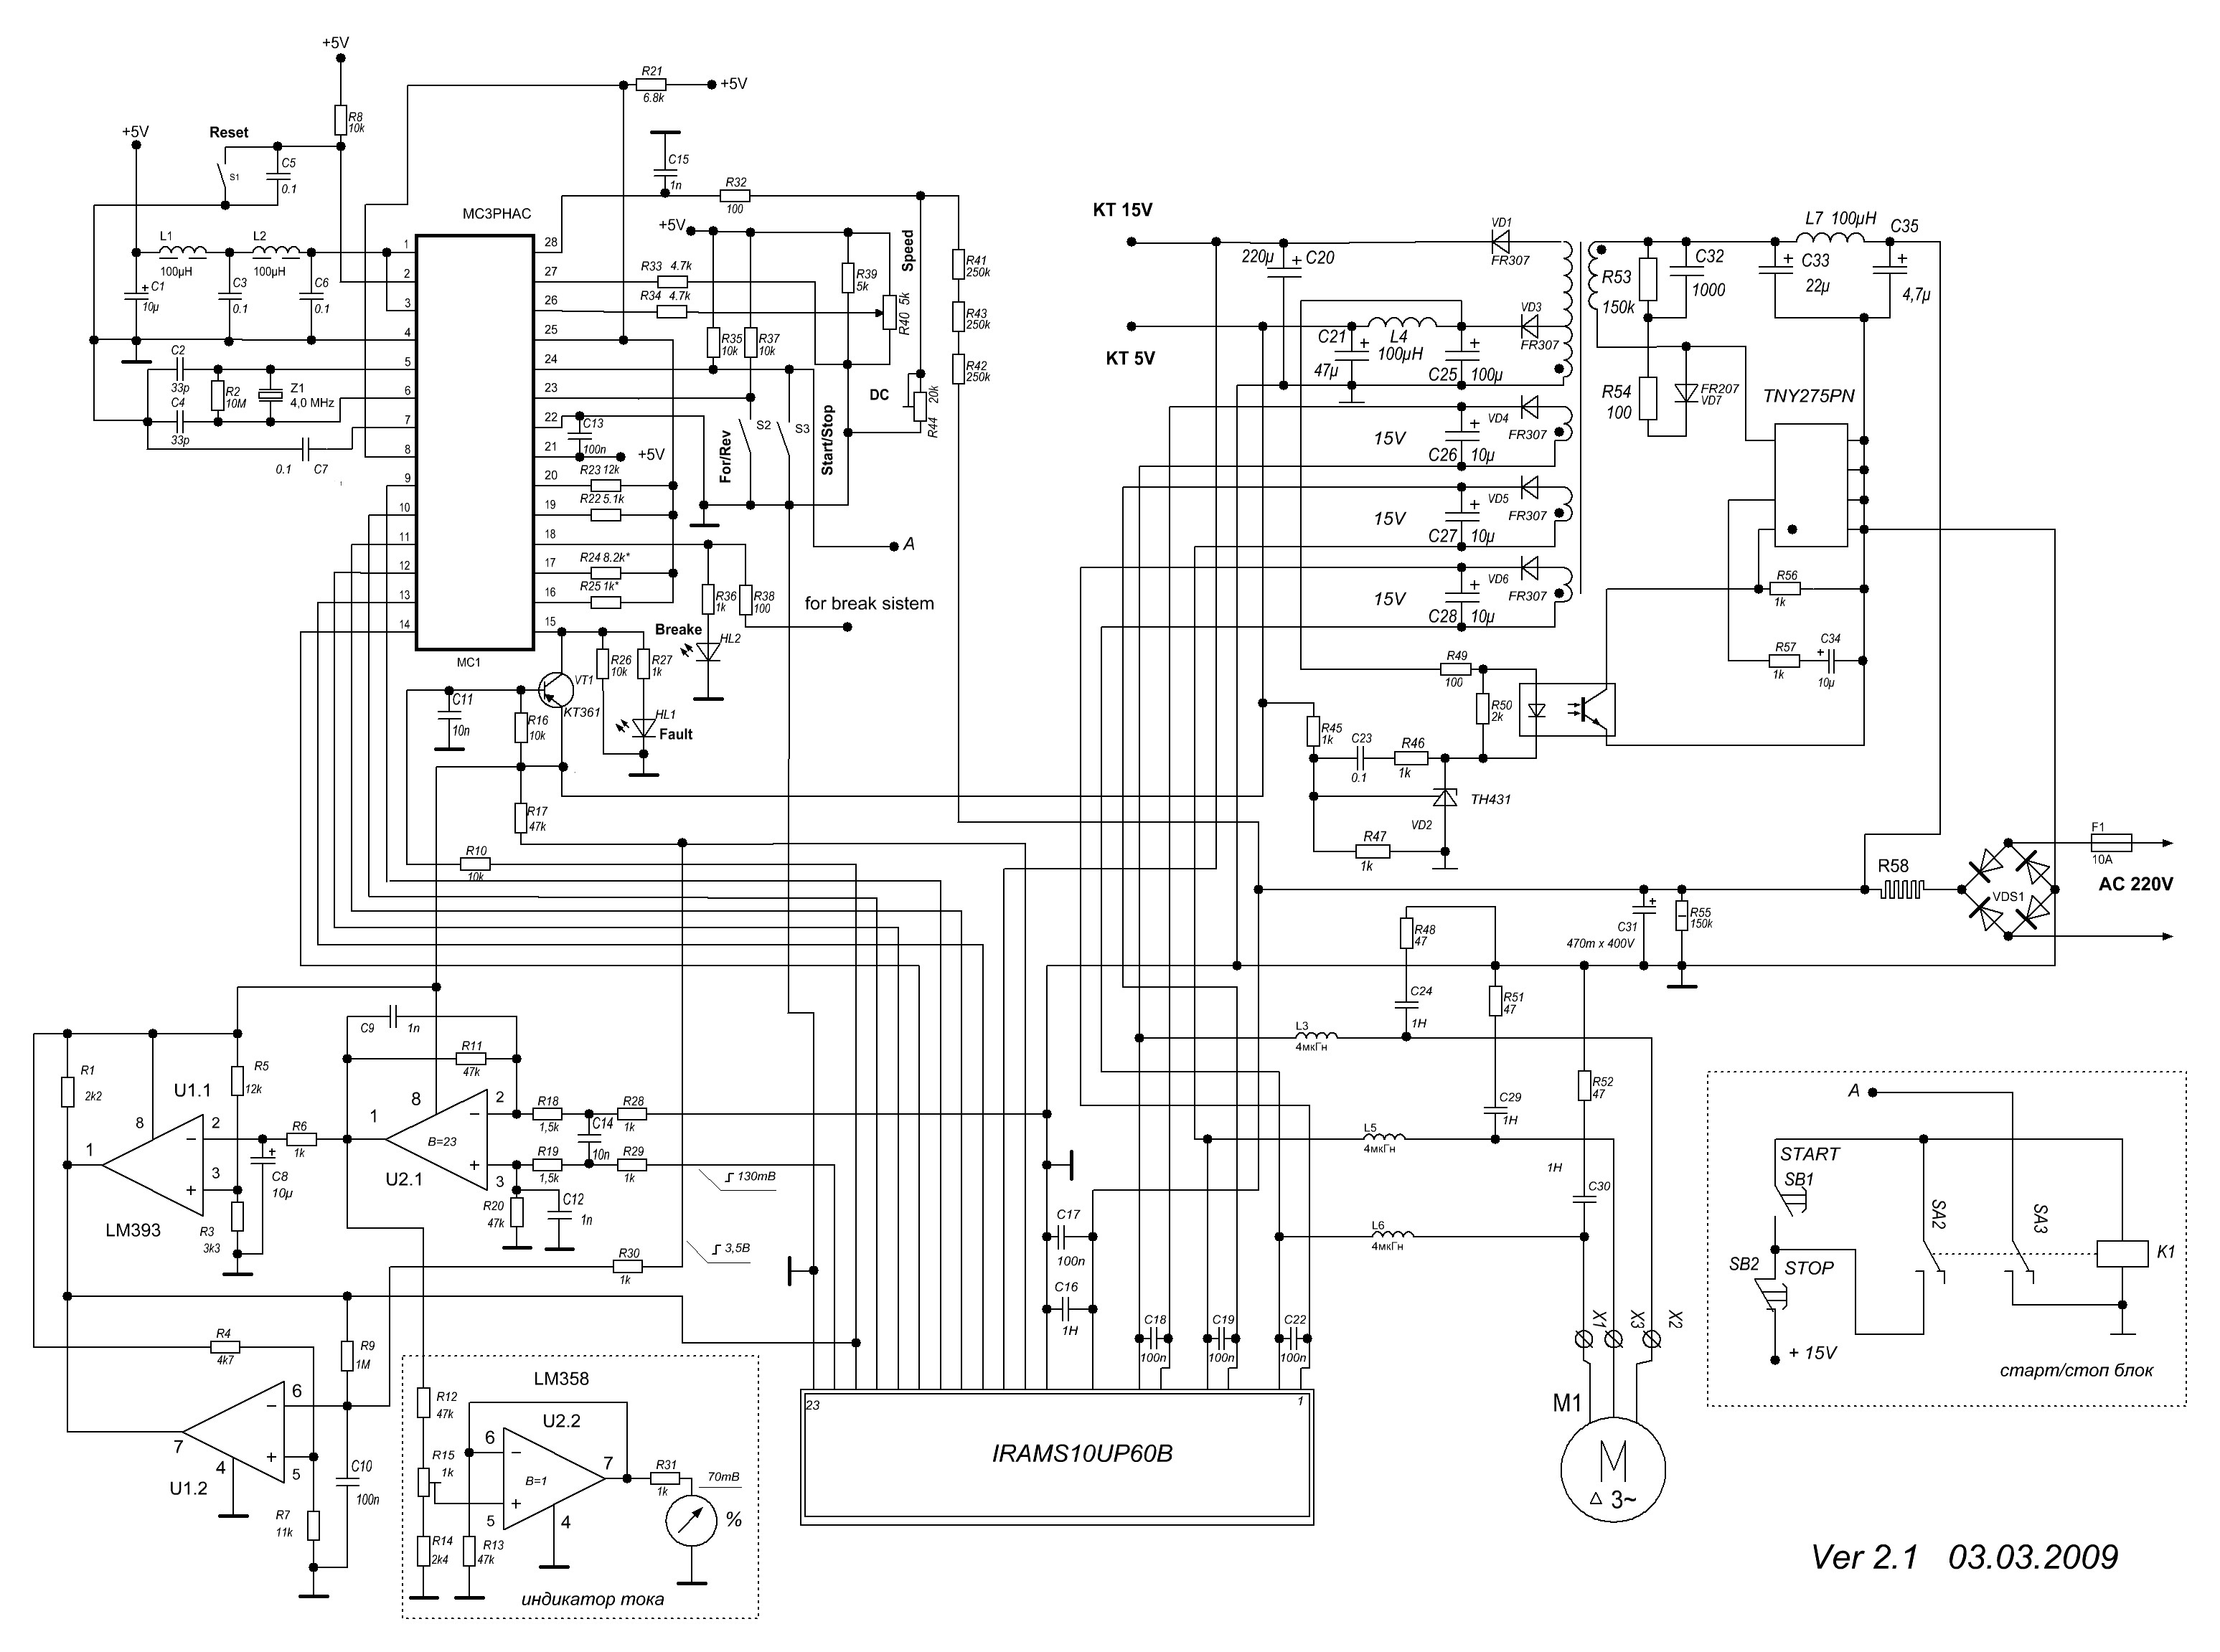 +5V
R8
10k
+5V
Reset
S1
C5
0.1
R21
6.8k
+5V
C15
1n
R32
100
MC3PHAC
L1
100µH
L2
100µH
C1
10µ
C3
0.1
C6
0.1
C2
33p
C4
33p
R2
10M
Z1
4,0 MHz
0.1 C7
1
2
3
4
5
6
7
8
9
10
11
12
13
14
28
27
26
25
24
23
22
21
20
19
18
17
16
15
MC1
+5V
R33 4.7k
R34 4.7k
R35
10k
R37
10k
R39
5k
R40 5k
Speed
R41
250k
R43
250k
R42
250k
DC
R44 20k
C13
100n
+5V
R23 12k
R22 5.1k
R24 8.2k*
R25 1k*
S2
S3
For/Rev
Start/Stop
A
R36
1k
R38
100
for break sistem
Breake
HL2
R26
10k
R27
1k
HL1
Fault
VT1
KT361
C11
10n
R16
10k
R17
47k
R10
10k
KT 15V
KT 5V
220µ
C20
VD1
FR307
VD3
FR307
C21
47µ
L4
100µH
C25 100µ
15V
C26 10µ
VD4
FR307
15V
C27 10µ
VD5
FR307
15V
C28 10µ
VD6
FR307
R53
150k
C32
1000
C33
22µ
L7 100µH
C35
4,7µ
R54
100
FR207
VD7
TNY275PN
R56
1k
R57
1k
C34
10µ
R49
100
R50
2k
R45
1k
C23
0.1
R46
1k
TH431
VD2
R47
1k
R58
VDS1
F1
10A
AC 220V
C31
470m x 400V
R55
150k
R48
47
C24
1H
R51
47
C29
1H
R52
47
1H
C30
L3
4мкГн
L5
4мкГн
L6
4мкГн
C9 1n
R11
47k
R1
2k2
R5
12k
U1.1
8
2
1
3
LM393
R6
1k
C8
10µ
R3
3k3
8
2
1
B=23
3
U2.1
R18
1,5k
R28
1k
C14
10n
R19
1,5k
R29
1k
130mB
R20
47k
C12
1n
R30
1k
3,5B
R4
4k7
R9
1M
6
7
4
5
U1.2
C10
100n
R7
11k
LM358
R12
47k
R15
1k
R14
2k4
U2.2
6
7
B=1
5
4
R13
47k
R31
1k
70mB
%
индикатор тока
C17
100n
C16
1H
C18
100n
C19
100n
C22
100n
23
1
IRAMS10UP60B
X1
X3
X2
M1
M
Δ 3~
A
START
SB1
SB2
STOP
+ 15V
SA2
SA3
K1
старт/стоп блок
Ver 2.1 03.03.2009